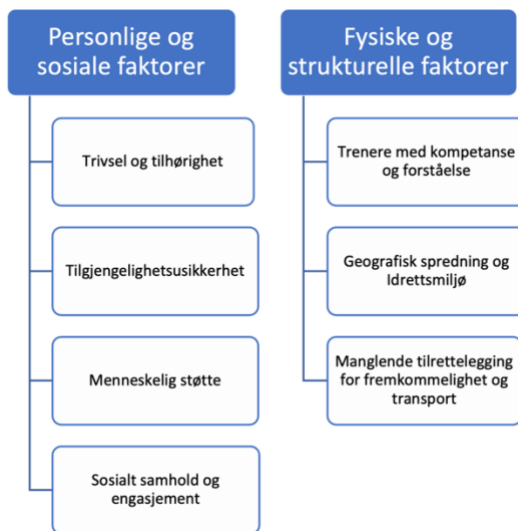 Personlige og
sosiale faktorer
Trivsel og tilhørighet
Tilgjengelighetsusikkerhet
Menneskelig støtte
Sosialt samhold og
engasjement
Fysiske og
strukturelle faktorer
Trenere med kompetanse
og forståelse
Geografisk spredning og
Idrettsmiljø
Manglende tilrettelegging
for fremkommelighet og
transport